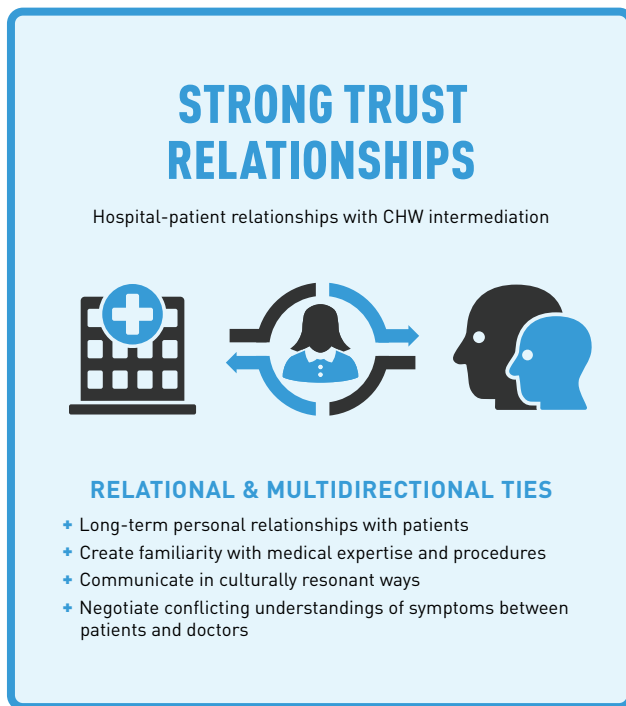 STRONG TRUST
RELATIONSHIPS
Hospital-patient relationships with CHW intermediation
RELATIONAL & MULTIDIRECTIONAL TIES
+ Long-term personal relationships with patients
+ Create familiarity with medical expertise and procedures
+ Communicate in culturally resonant ways
+ Negotiate conflicting understandings of symptoms between
patients and doctors